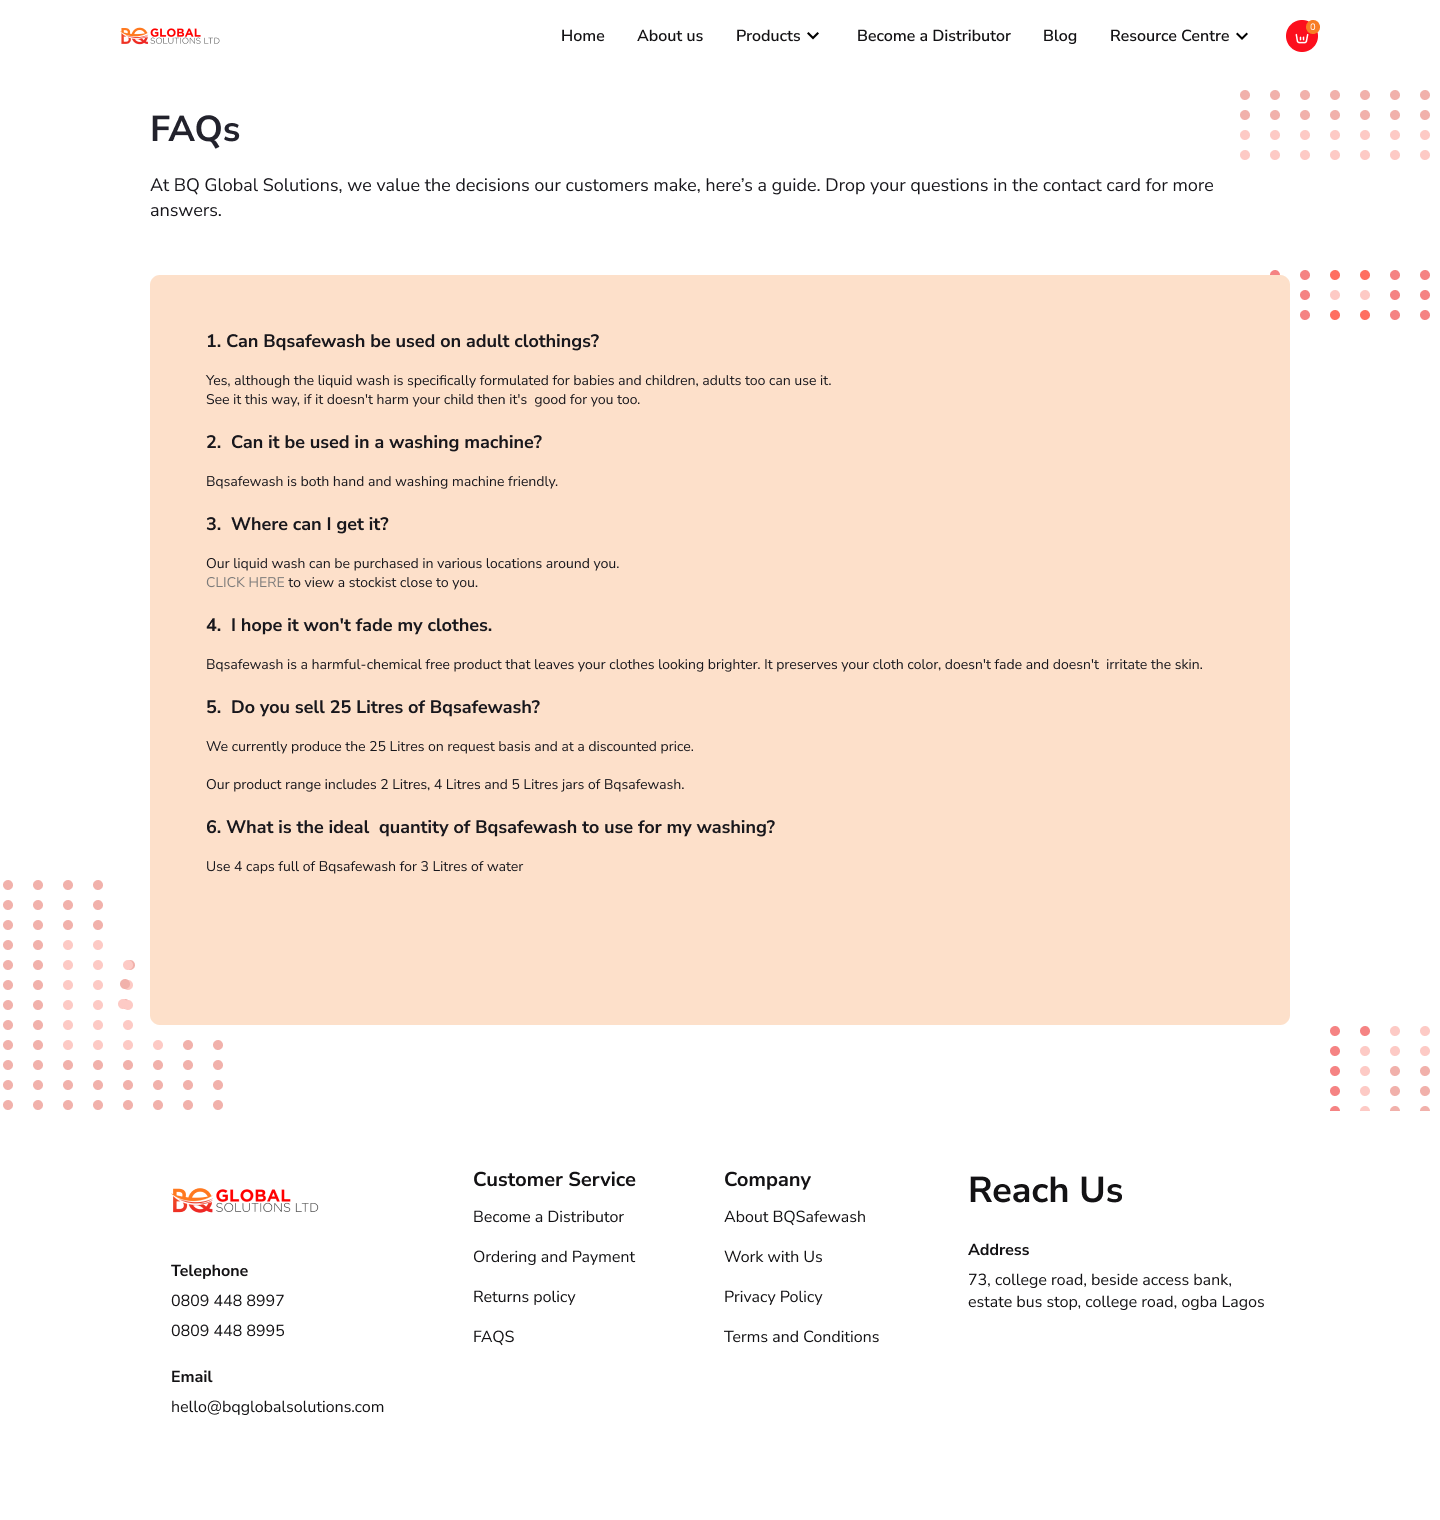 BQ GLOBAL
SOLUTIONS LTD
Home
About us
Products
Become a Distributor
Blog
Resource Centre
0
FAQs
At BQ Global Solutions, we value the decisions our customers make, here’s a guide. Drop your questions in the contact card for more
answers.
1. Can Bqsafewash be used on adult clothings?
Yes, although the liquid wash is specifically formulated for babies and children, adults too can use it.
See it this way, if it doesn't harm your child then it's  good for you too.
2.  Can it be used in a washing machine?
Bqsafewash is both hand and washing machine friendly.
3.  Where can I get it?
Our liquid wash can be purchased in various locations around you.
CLICK HERE to view a stockist close to you.
4.  I hope it won't fade my clothes.
Bqsafewash is a harmful-chemical free product that leaves your clothes looking brighter. It preserves your cloth color, doesn't fade and doesn't  irritate the skin.
5.  Do you sell 25 Litres of Bqsafewash?
We currently produce the 25 Litres on request basis and at a discounted price.
Our product range includes 2 Litres, 4 Litres and 5 Litres jars of Bqsafewash.
6. What is the ideal  quantity of Bqsafewash to use for my washing?
Use 4 caps full of Bqsafewash for 3 Litres of water
BQ GLOBAL
SOLUTIONS LTD
Telephone
0809 448 8997
0809 448 8995
Email
hello@bqglobalsolutions.com
Customer Service
Become a Distributor
Ordering and Payment
Returns policy
FAQS
Company
About BQSafewash
Work with Us
Privacy Policy
Terms and Conditions
Reach Us
Address
73, college road, beside access bank,
estate bus stop, college road, ogba Lagos